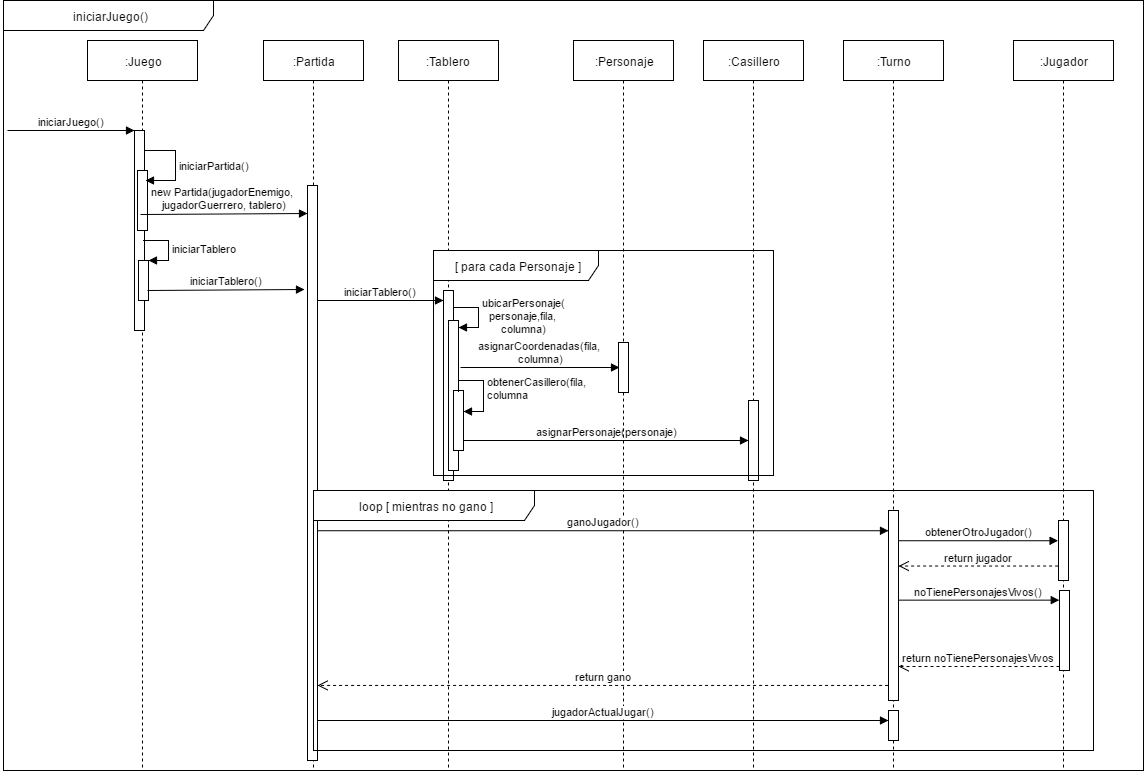 iniciarJuego()
:Juego
:Partida
:Tablero
:Personaje
:Casillero
:Turno
:Jugador
iniciarJuego()
iniciarPartida()
new Partida(jugadorEnemigo,
jugadorGuerrero, tablero)
iniciarTablero
iniciarTablero()
[ para cada Personaje ]
iniciarTablero()
ubicarPersonaje(
personaje,fila,
columna)
asignarCoordenadas(fila,
columna)
obtenerCasillero(fila,
columna
asignarPersonaje(personaje)
loop [ mientras no gano ]
ganoJugador()
obtenerOtroJugador()
return jugador
noTienePersonajesVivos()
return noTienePersonajesVivos
return gano
jugadorActualJugar()